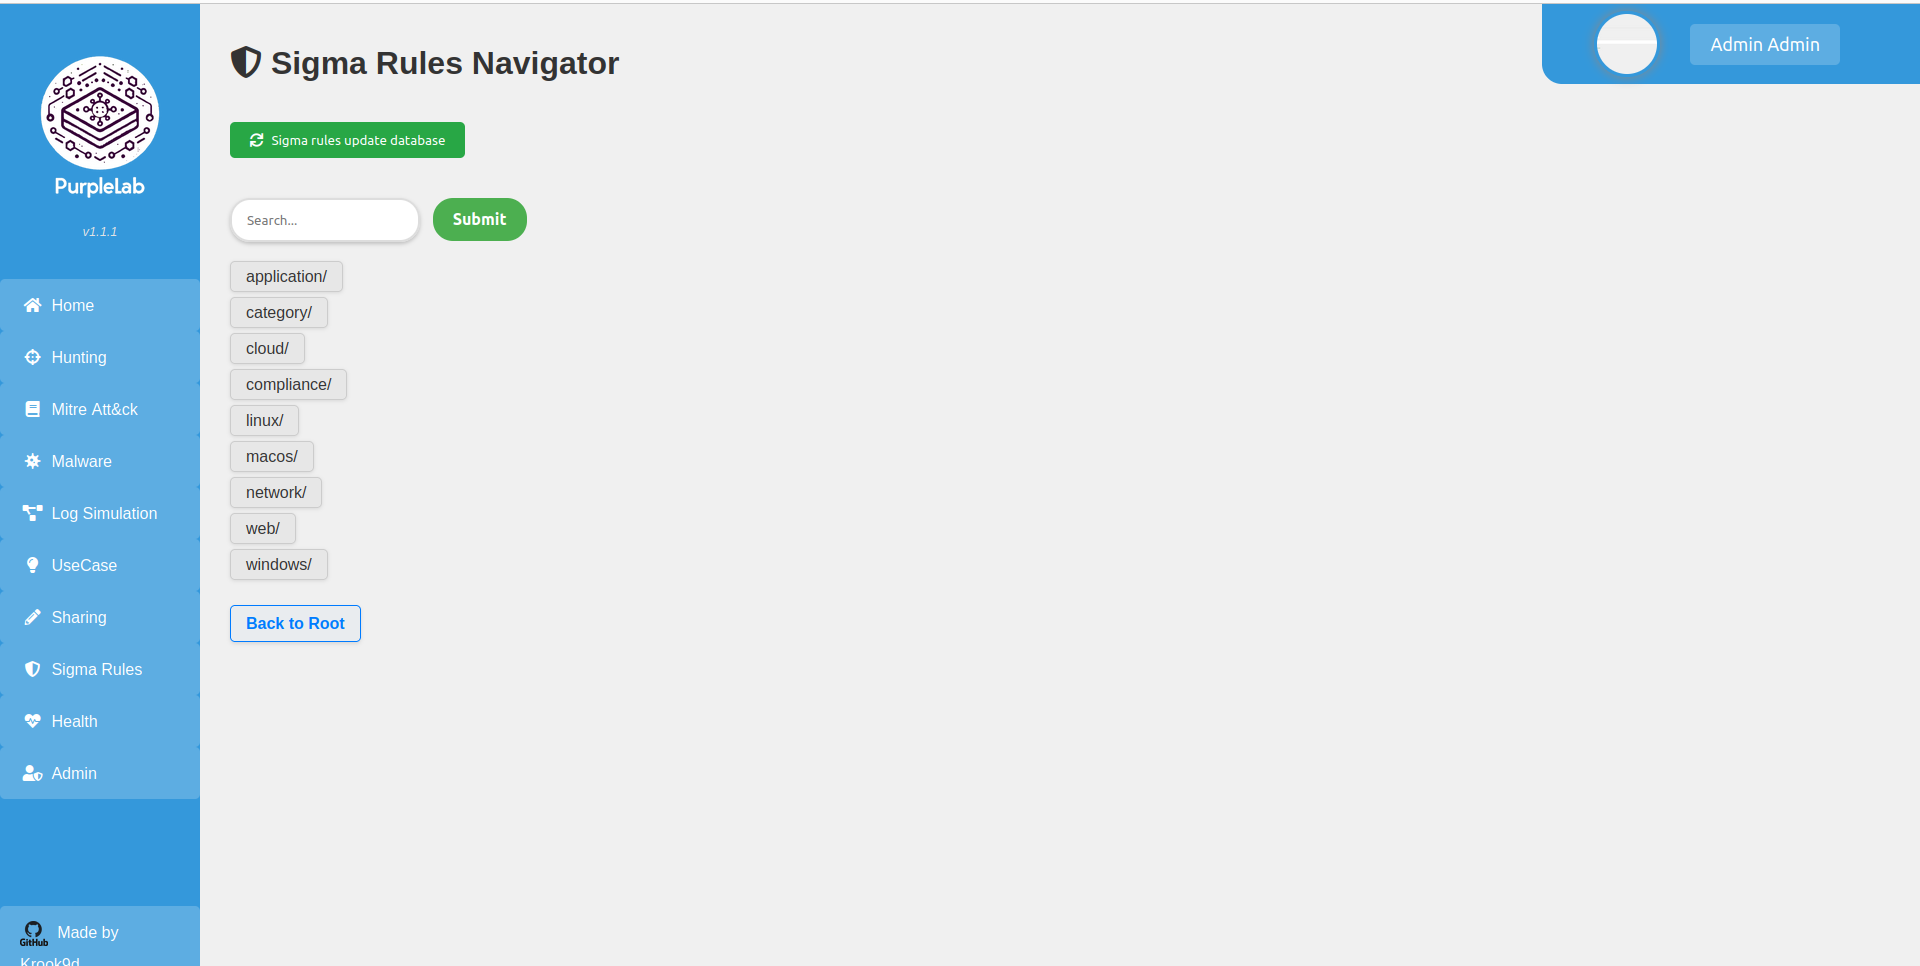 PurpleLab
v1.1.1
Home
Hunting
Mitre Att&ck
Malware
Log Simulation
UseCase
Sharing
Sigma Rules
Health
Admin
GitHub Made by
Krook9d
Sigma Rules Navigator
Admin Admin
Sigma rules update database
Search...
Submit
application/
category/
cloud/
compliance/
linux/
macos/
network/
web/
windows/
Back to Root